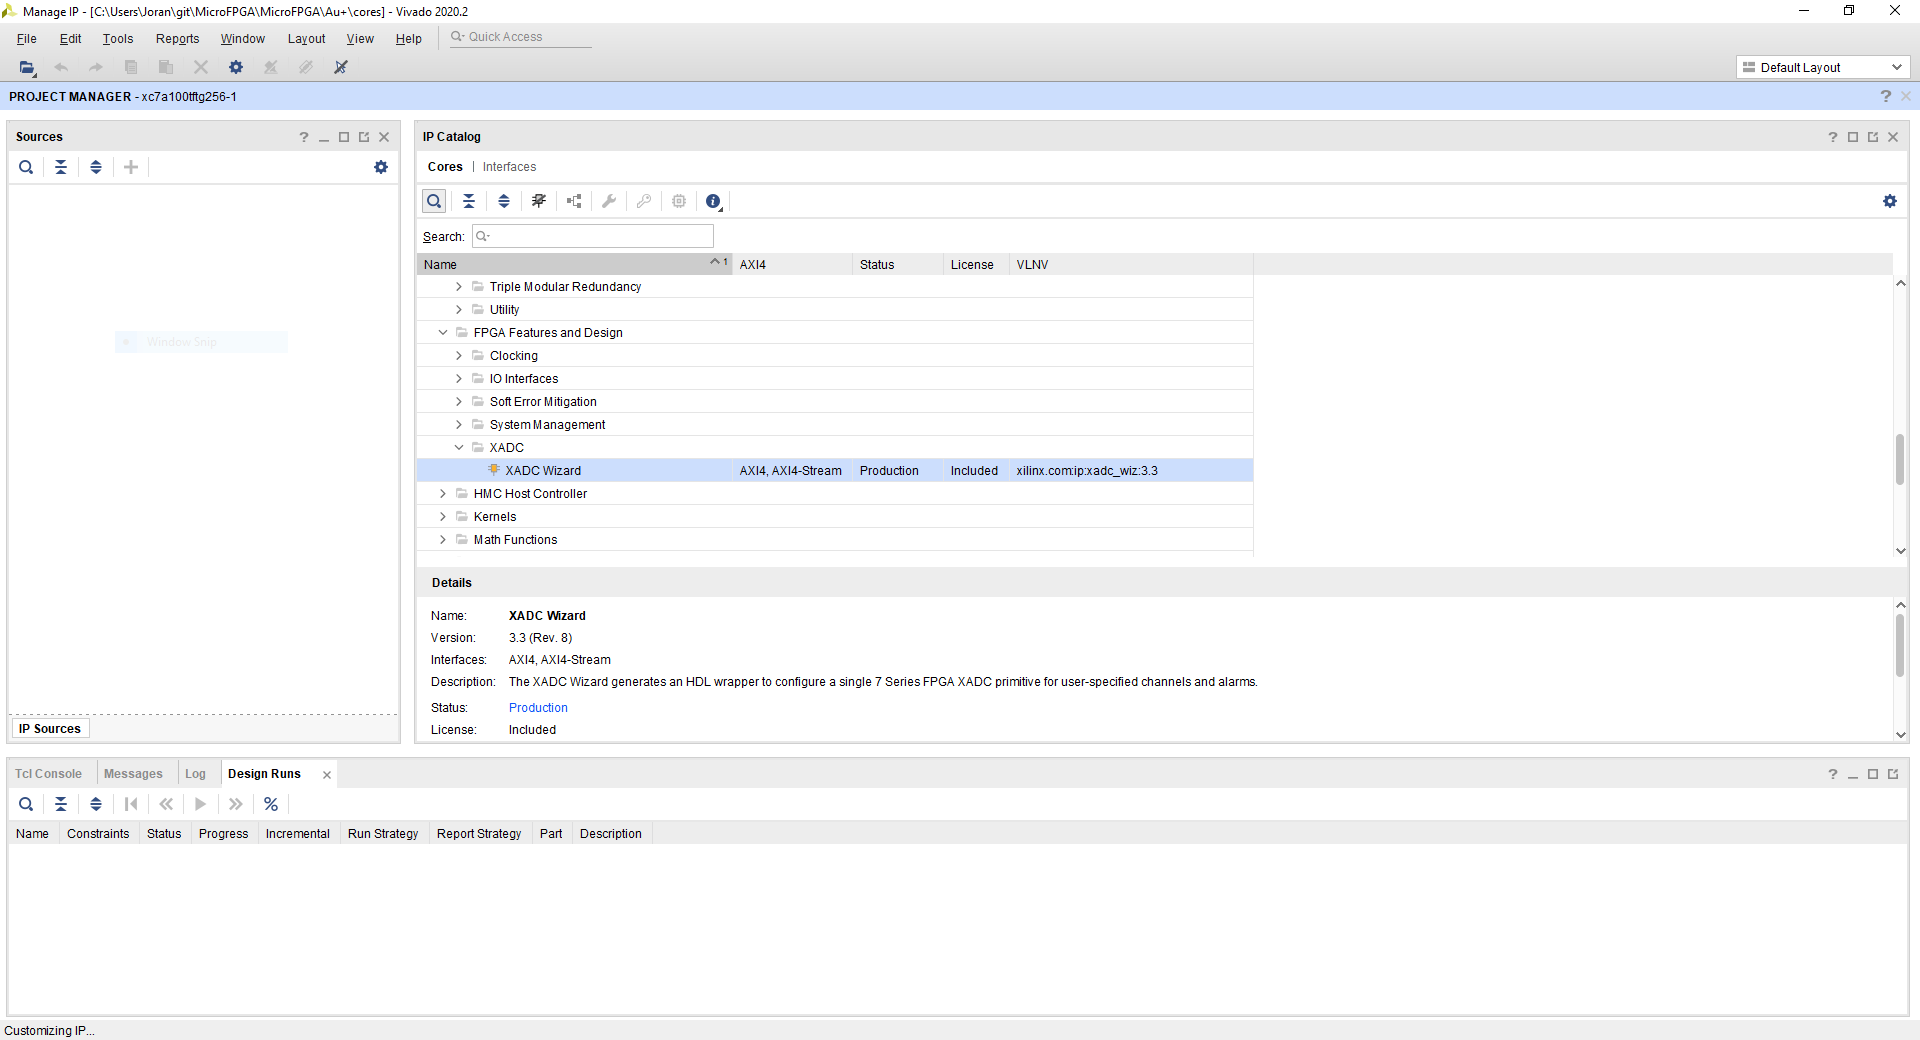 Manage IP - [C:\Users\Joran\git\MicroFPGA\MicroFPGA\Au+\cores] - Vivado 2020.2
File Edit Tools Reports Window Layout View Help Quick Access
Default Layout
PROJECT MANAGER - xc7a100tftg256-1
Sources
IP Catalog
Cores | Interfaces
Search:
Name 1 AXI4 Status License VLNV
Triple Modular Redundancy
Utility
FPGA Features and Design
Window Snip
Clocking
IO Interfaces
Soft Error Mitigation
System Management
XADC
XADC Wizard AXI4, AXI4-Stream Production Included xilinx.com:ip:xadc_wiz:3.3
HMC Host Controller
Kernels
Math Functions
Details
Name: XADC Wizard
Version: 3.3 (Rev. 8)
Interfaces: AXI4, AXI4-Stream
Description: The XADC Wizard generates an HDL wrapper to configure a single 7 Series FPGA XADC primitive for user-specified channels and alarms.
Status: Production
License: Included
IP Sources
Tcl Console Messages Log Design Runs
Name Constraints Status Progress Incremental Run Strategy Report Strategy Part Description
Customizing IP...